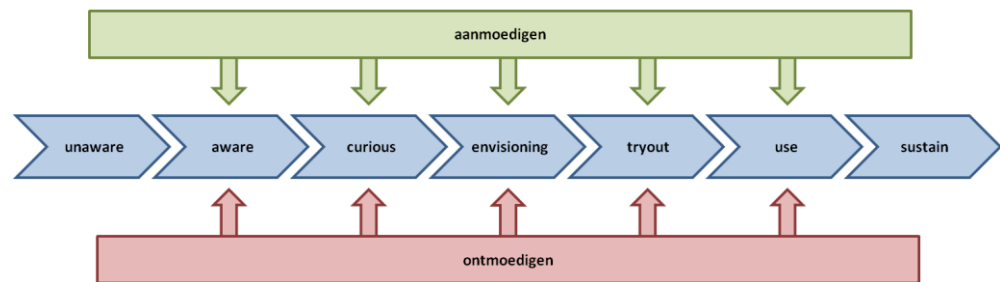 aanmoedigen
unaware
aware
curious
envisioning
tryout
use
sustain
ontmoedigen